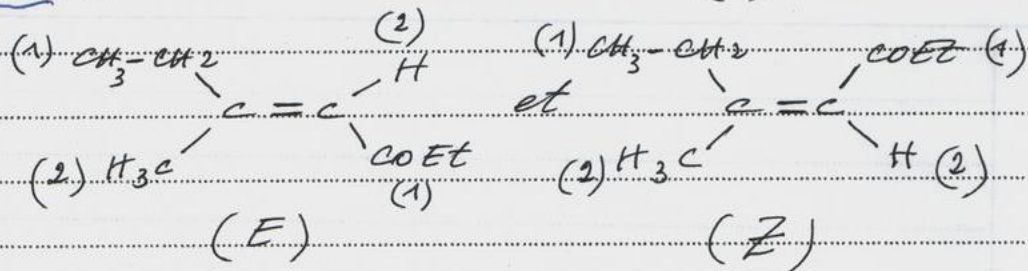 (2)
(1) CH3-CH2 H (1) CH3-CH2 COEt (1)
C = C et C = C
(2) H3C COEt (2) H3C H (2)
(1)
(E) (Z)